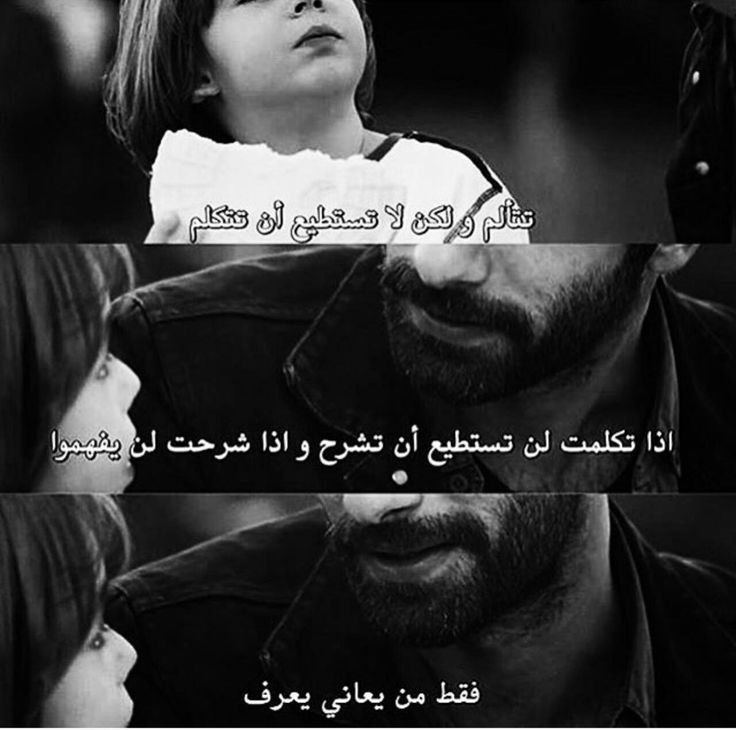 تتألم و لكن لا تستطيع أن تتكلم
اذا تكلمت لن تستطيع أن تشرح و اذا شرحت لن يفهموا
فقط من يعاني يعرف